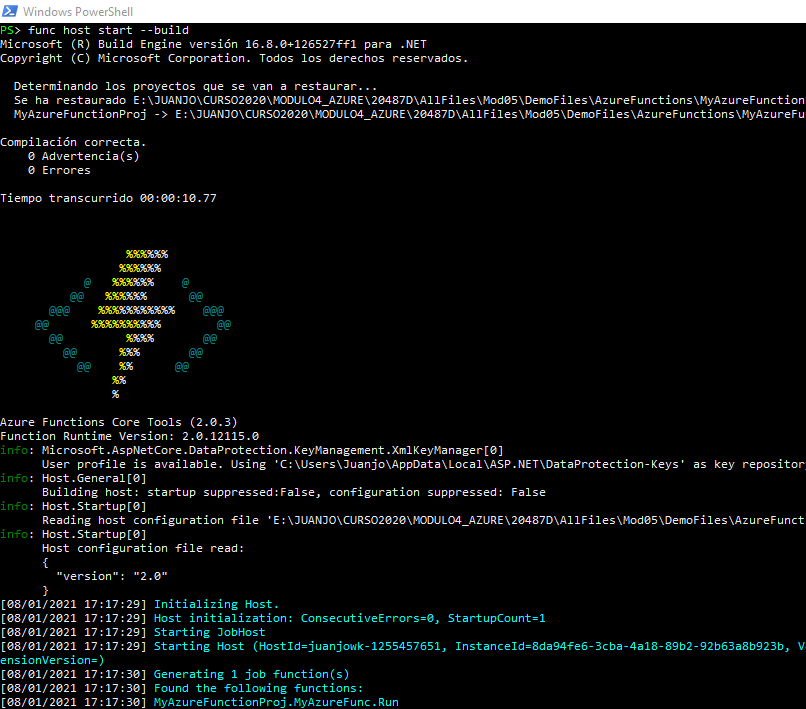 Windows PowerShell
PS> func host start --build
Microsoft (R) Build Engine versión 16.8.0+126527ff1 para .NET
Copyright (C) Microsoft Corporation. Todos los derechos reservados.
Determinando los proyectos que se van a restaurar...
Se ha restaurado E:\JUANJO\CURSO2020\MODULO4_AZURE\20487D\AllFiles\Mod05\DemoFiles\AzureFunctions\MyAzureFunction
MyAzureFunctionProj -> E:\JUANJO\CURSO2020\MODULO4_AZURE\20487D\AllFiles\Mod05\DemoFiles\AzureFunctions\MyAzureFu
Compilación correcta.
0 Advertencia(s)
0 Errores
Tiempo transcurrido 00:00:10.77
%%%%%%
%%%%%%
@   %%%%%%    @
@@   %%%%%%      @@
@@@    %%%%%%%%%%%    @@@
@@      %%%%%%%%%%        @@
@@         %%%%       @@
@@      %%%       @@
@@    %%      @@
%%
%
Azure Functions Core Tools (2.0.3)
Function Runtime Version: 2.0.12115.0
info: Microsoft.AspNetCore.DataProtection.KeyManagement.XmlKeyManager[0]
User profile is available. Using 'C:\Users\Juanjo\AppData\Local\ASP.NET\DataProtection-Keys' as key repository
info: Host.General[0]
Building host: startup suppressed:False, configuration suppressed: False
info: Host.Startup[0]
Reading host configuration file 'E:\JUANJO\CURSO2020\MODULO4_AZURE\20487D\AllFiles\Mod05\DemoFiles\AzureFunct
info: Host.Startup[0]
Host configuration file read:
{
"version": "2.0"
}
[08/01/2021 17:17:29] Initializing Host.
[08/01/2021 17:17:29] Host initialization: ConsecutiveErrors=0, StartupCount=1
[08/01/2021 17:17:29] Starting JobHost
[08/01/2021 17:17:29] Starting Host (HostId=juanjowk-1255457651, InstanceId=8da94fe6-3cba-4a18-89b2-92b63a8b923b, V
ensionVersion=)
[08/01/2021 17:17:30] Generating 1 job function(s)
[08/01/2021 17:17:30] Found the following functions:
[08/01/2021 17:17:30] MyAzureFunctionProj.MyAzureFunc.Run